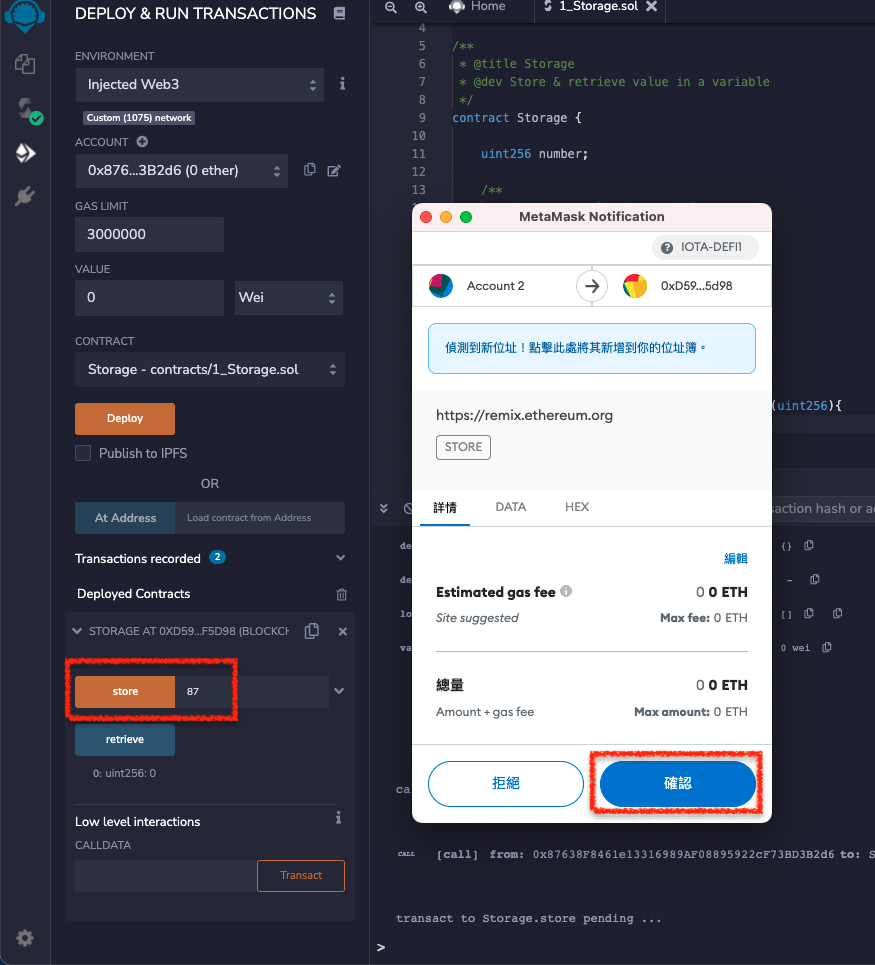 DEPLOY & RUN TRANSACTIONS
ENVIRONMENT
Injected Web3
Custom (1075) network
ACCOUNT
0x876...3B2d6 (0 ether)
GAS LIMIT
3000000
VALUE
0
Wei
CONTRACT
Storage - contracts/1_Storage.sol
Deploy
Publish to IPFS
OR
At Address
Load contract from Address
Transactions recorded 2
Deployed Contracts
STORAGE AT 0XD59...F5D98 (BLOCKCH
store
87
retrieve
0: uint256: 0
Low level interactions
CALLDATA
Transact
Home
1_Storage.sol
4
5 /**
6 * @title Storage
7 * @dev Store & retrieve value in a variable
8 */
9 contract Storage {
10
11 uint256 number;
12
13 /**
(uint256){
MetaMask Notification
IOTA-DEFI1
Account 2
0xD59...5d98
偵測到新位址！點擊此處將其新增到你的位址簿。
https://remix.ethereum.org
STORE
詳情
DATA
HEX
編輯
Estimated gas fee
0 0 ETH
Site suggested
Max fee: 0 ETH
總量
0 0 ETH
Amount + gas fee
Max amount: 0 ETH
拒絕
確認
saction hash or ad
de
{}
de
-
lo
[]
va
0 wei
ca
CALL [call] from: 0x87638F8461e13316989AF08895922cF73BD3B2d6 to: S
transact to Storage.store pending ...
>